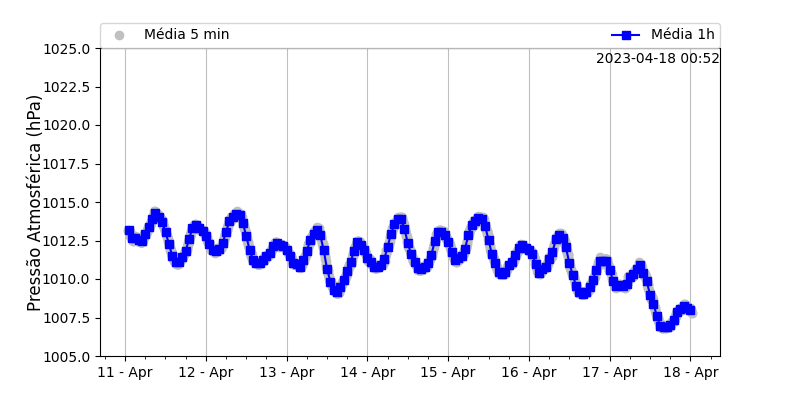 Média 5 min
Média 1h
2023-04-18 00:52
Pressão Atmosférica (hPa)
1025.0
1022.5
1020.0
1017.5
1015.0
1012.5
1010.0
1007.5
1005.0
11 - Apr
12 - Apr
13 - Apr
14 - Apr
15 - Apr
16 - Apr
17 - Apr
18 - Apr